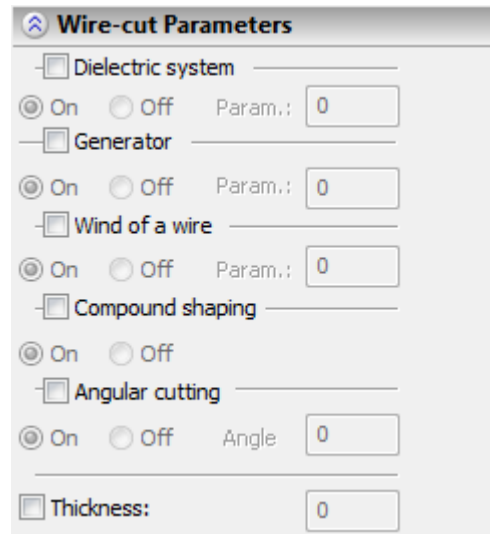 Wire-cut Parameters
Dielectric system
On Off Param.: 0
Generator
On Off Param.: 0
Wind of a wire
On Off Param.: 0
Compound shaping
On Off
Angular cutting
On Off Angle 0
Thickness: 0